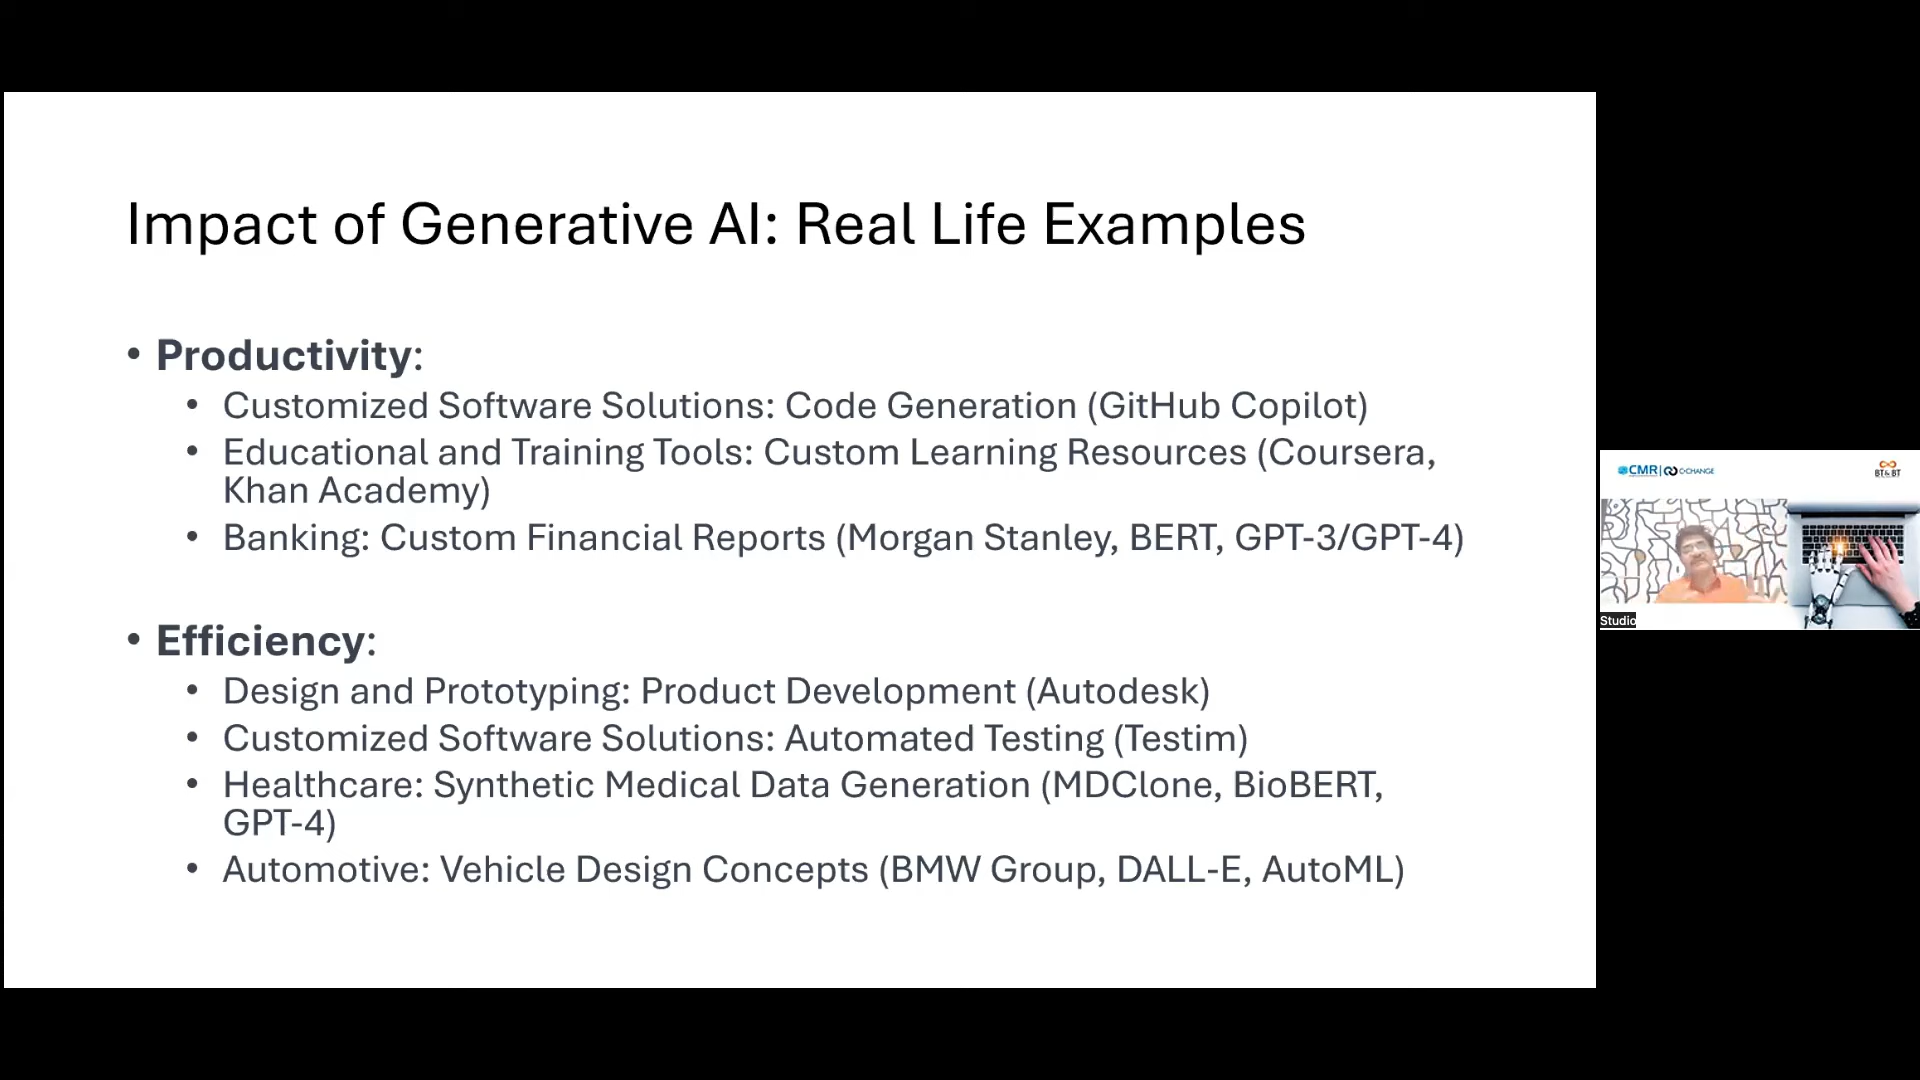 Impact of Generative AI: Real Life Examples
• Productivity:
• Customized Software Solutions: Code Generation (GitHub Copilot)
• Educational and Training Tools: Custom Learning Resources (Coursera,
Khan Academy)
• Banking: Custom Financial Reports (Morgan Stanley, BERT, GPT-3/GPT-4)
• Efficiency:
• Design and Prototyping: Product Development (Autodesk)
• Customized Software Solutions: Automated Testing (Testim)
• Healthcare: Synthetic Medical Data Generation (MDClone, BioBERT,
GPT-4)
• Automotive: Vehicle Design Concepts (BMW Group, DALL-E, AutoML)
CMR | C-CHANGE
BT&BT
Studio